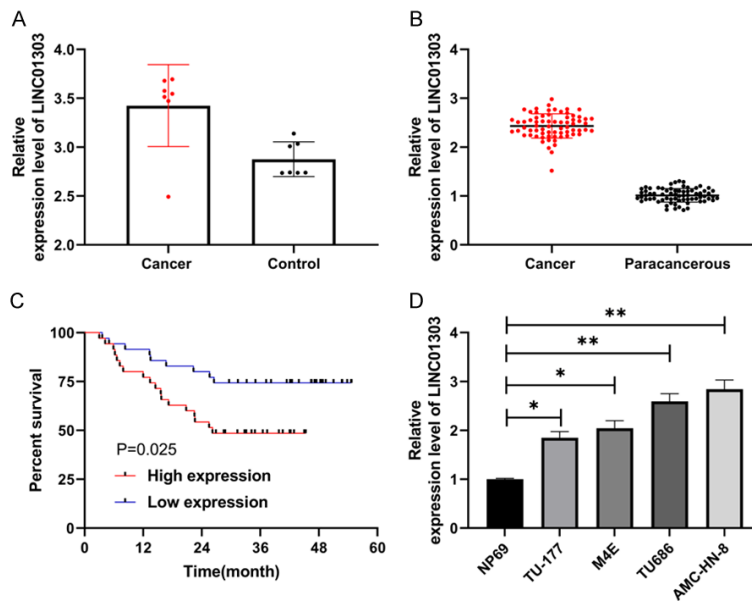 A
Relative
expression level of LINC01303
4.0
3.5
3.0
2.5
2.0
Cancer
Control
B
Relative
expression level of LINC01303
4
3
2
1
0
Cancer
Paracancerous
C
Percent survival
100
75
50
25
0
P=0.025
High expression
Low expression
0
12
24
36
48
60
Time(month)
D
Relative
expression level of LINC01303
4
3
2
1
0
**
**
*
*
NP69
TU-177
M4E
TU686
AMC-HN-8